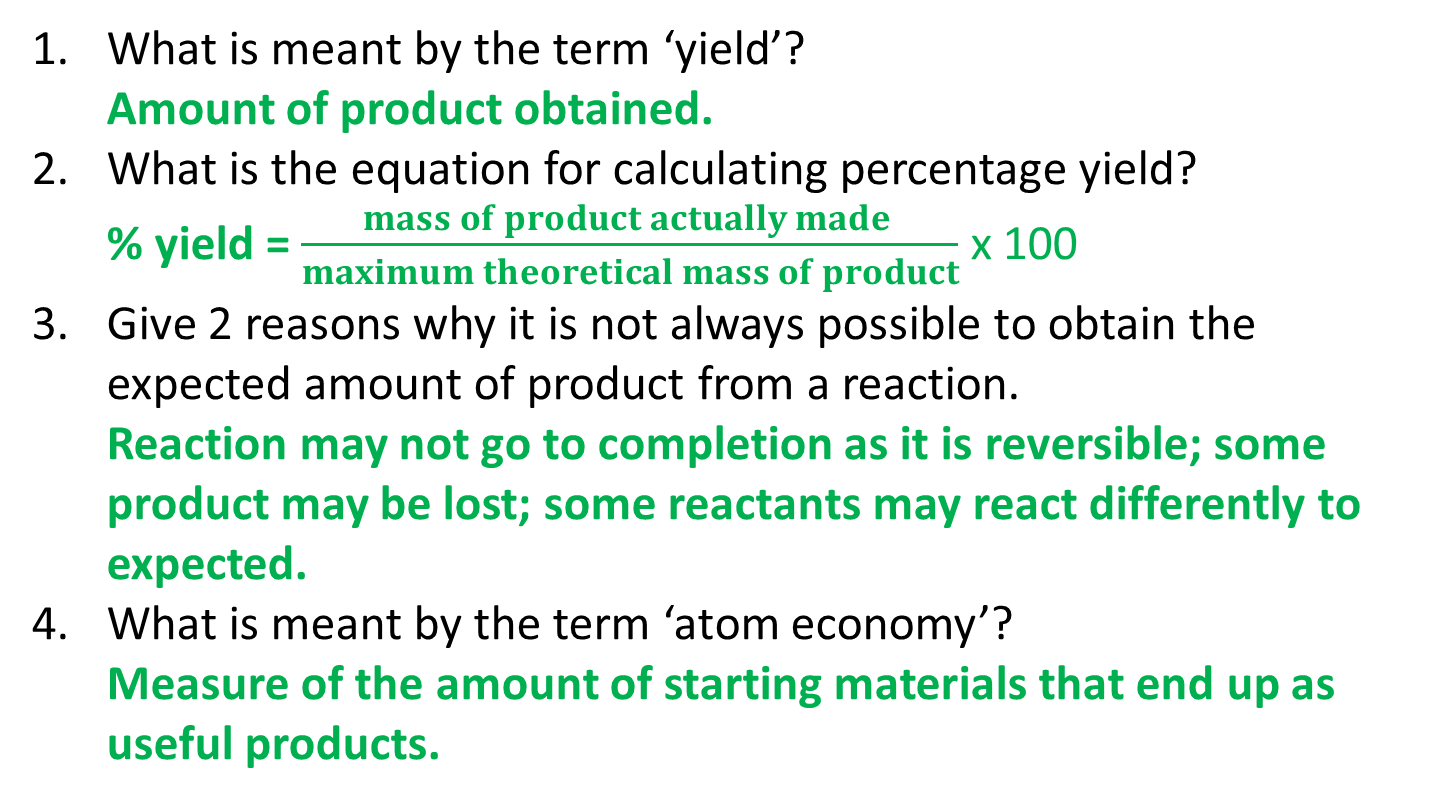 1. What is meant by the term ‘yield’?
Amount of product obtained.
2. What is the equation for calculating percentage yield?
% yield = mass of product actually made / maximum theoretical mass of product x 100
3. Give 2 reasons why it is not always possible to obtain the
expected amount of product from a reaction.
Reaction may not go to completion as it is reversible; some
product may be lost; some reactants may react differently to
expected.
4. What is meant by the term ‘atom economy’?
Measure of the amount of starting materials that end up as
useful products.